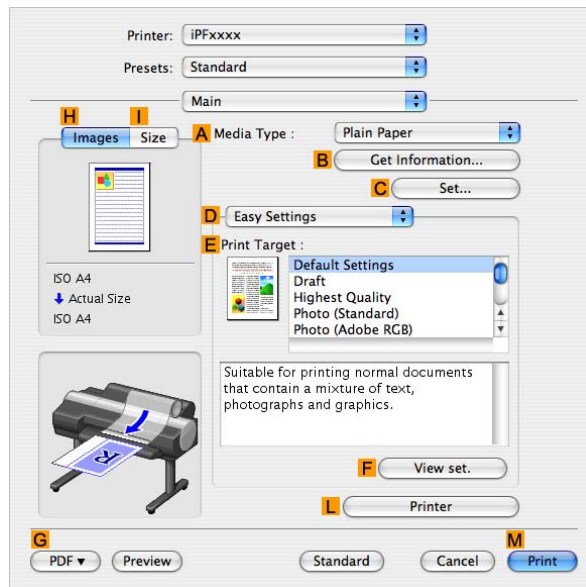 Printer: iPFxxxx
Presets: Standard
Main
H I
Images Size
A Media Type : Plain Paper
B Get Information...
C Set...
D Easy Settings
E Print Target :
Default Settings
Draft
Highest Quality
Photo (Standard)
Photo (Adobe RGB)
ISO A4
Actual Size
ISO A4
Suitable for printing normal documents
that contain a mixture of text,
photographs and graphics.
F View set.
L Printer
G M
PDF Preview Standard Cancel Print